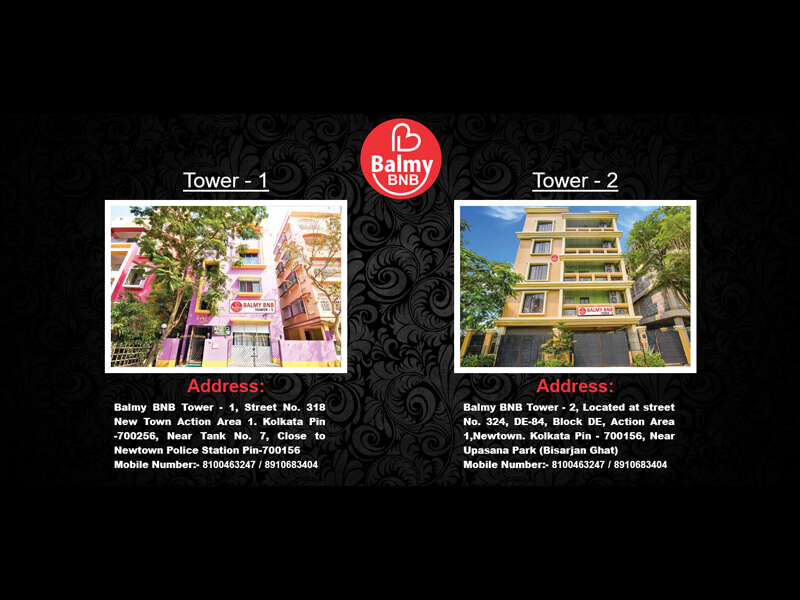 Balmy
BNB
Tower - 1
BALMY BNB
TOWER - 1
Address:
Balmy BNB Tower - 1, Street No. 318
New Town Action Area 1. Kolkata Pin
-700256, Near Tank No. 7, Close to
Newtown Police Station Pin-700156
Mobile Number:- 8100463247 / 8910683404
Tower - 2
BALMY BNB
Address:
Balmy BNB Tower - 2, Located at street
No. 324, DE-84, Block DE, Action Area
1,Newtown. Kolkata Pin - 700156, Near
Upasana Park (Bisarjan Ghat)
Mobile Number:- 8100463247 / 8910683404